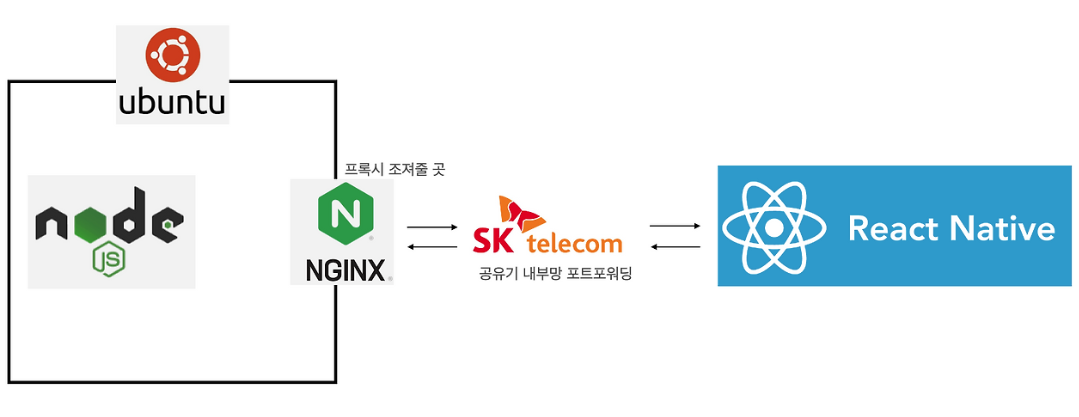 ubuntu
프록시 조져줄 곳
node
JS
N
NGINX
SK telecom
공유기 내부망 포트포워딩
React Native